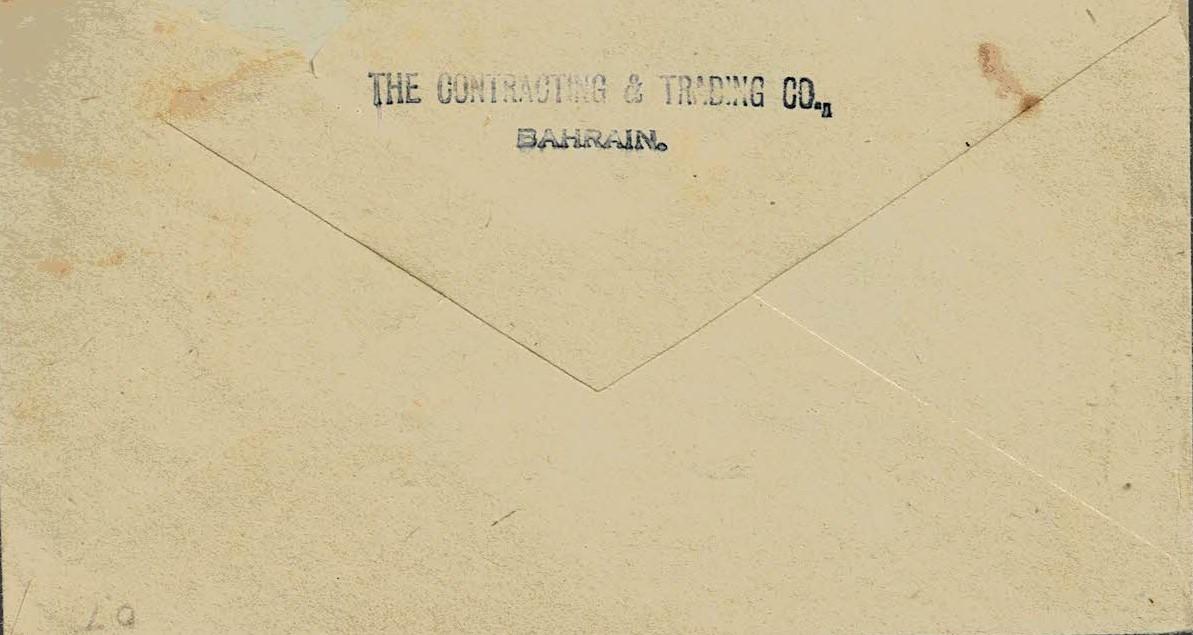 THE CONTRACTING & TRADING CO.,
BAHRAIN.